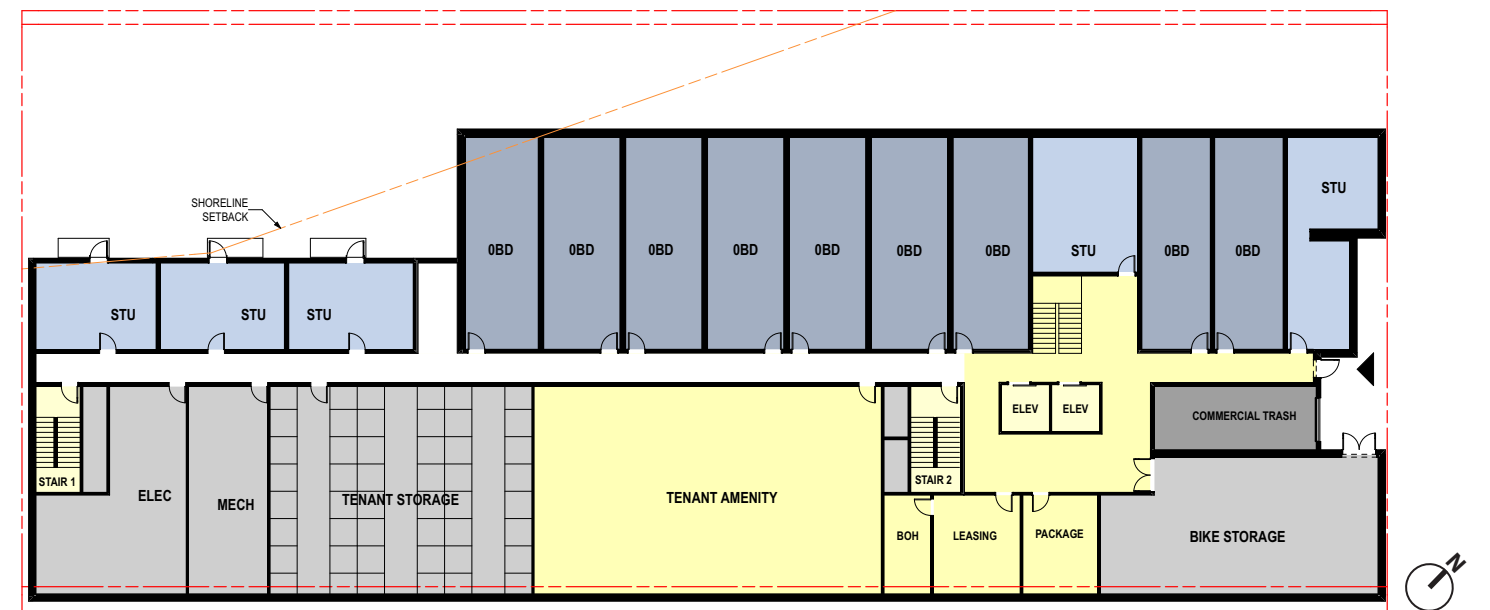 N
SHORELINE
SETBACK
STU
STU
STU
0BD
0BD
0BD
0BD
0BD
0BD
0BD
STU
0BD
0BD
STU
ELEV
ELEV
COMMERCIAL TRASH
STAIR 1
ELEC
MECH
TENANT STORAGE
TENANT AMENITY
STAIR 2
BOH
LEASING
PACKAGE
BIKE STORAGE